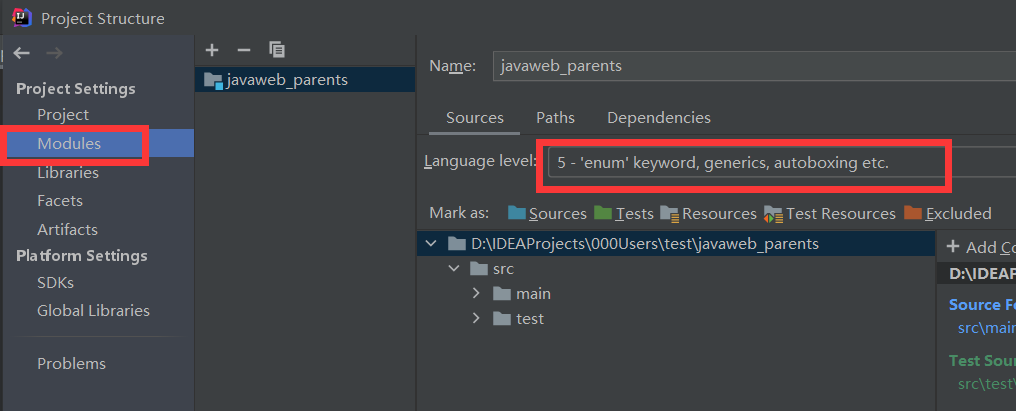 Project Structure
Project Settings
Project
Modules
Libraries
Facets
Artifacts
Platform Settings
SDKs
Global Libraries
Problems
javaweb_parents
Name: javaweb_parents
Sources Paths Dependencies
Language level: 5 - 'enum' keyword, generics, autoboxing etc.
Mark as: Sources Tests Resources Test Resources Excluded
D:\IDEAProjects\000Users\test\javaweb_parents
src
main
test
+ Add Co
D:\IDEAP
Source Fo
src\main
Test Sour
src\test\